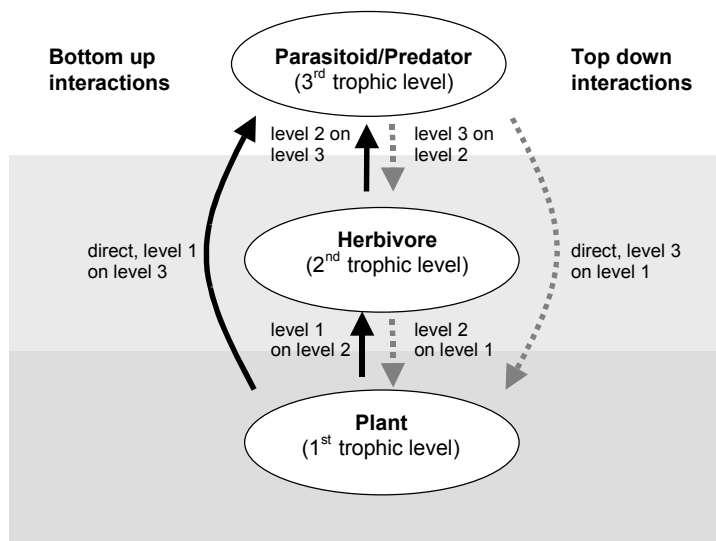 Bottom up
interactions
Parasitoid/Predator
(3rd trophic level)
Top down
interactions
level 2 on
level 3
level 3 on
level 2
direct, level 1
on level 3
Herbivore
(2nd trophic level)
direct, level 3
on level 1
level 1
on level 2
level 2
on level 1
Plant
(1st trophic level)